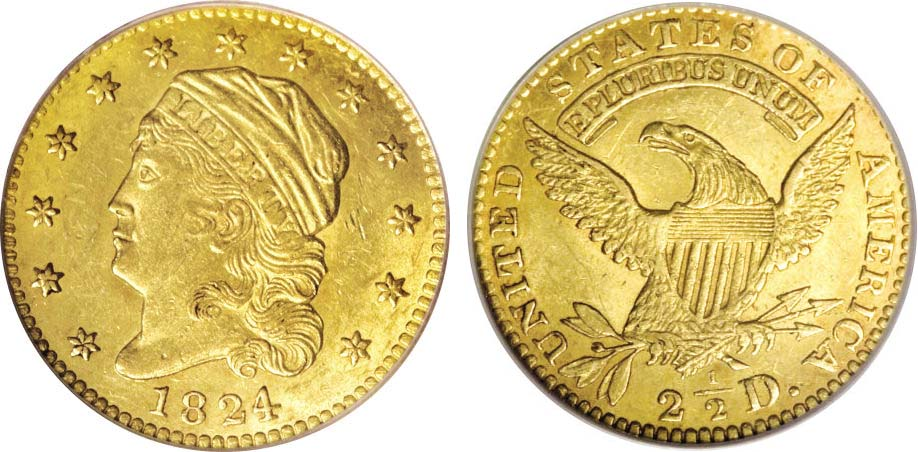 LIBERTY
1824
UNITED STATES OF AMERICA
E PLURIBUS UNUM
2 1/2 D.